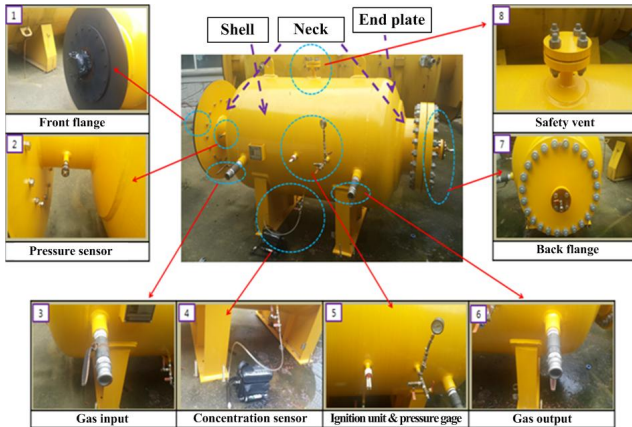 1
Shell
Neck
End plate
8
Front flange
Safety vent
2
7
Pressure sensor
Back flange
3
4
5
6
Gas input
Concentration sensor
Ignition unit & pressure gage
Gas output